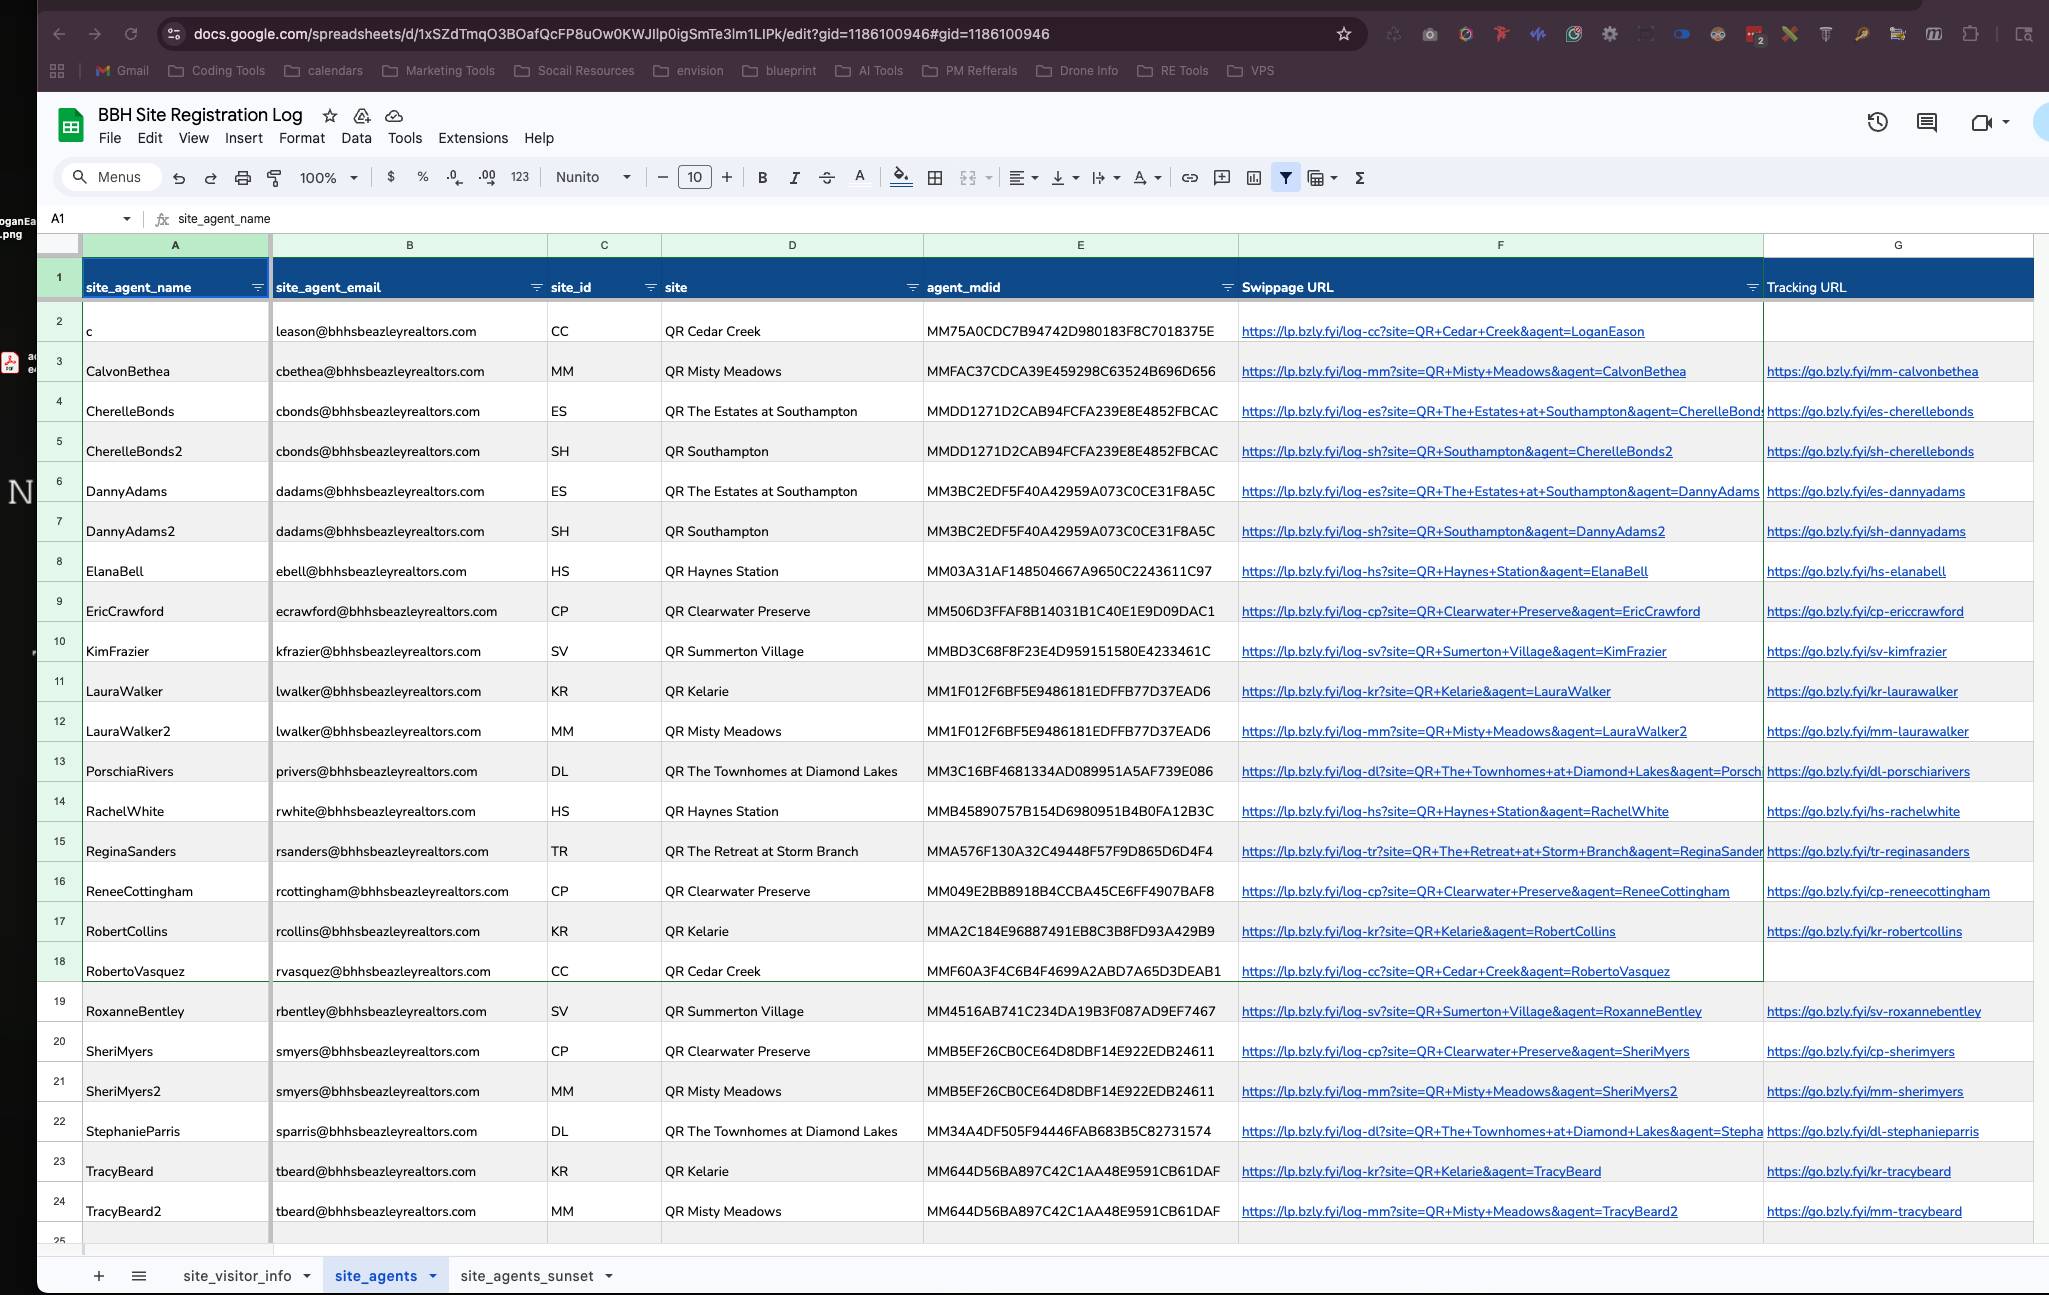 docs.google.com/spreadsheets/d/1xSZdTmqO3BOafQcFP8uOw0KWJIlp0igSmTe3lm1LIPk/edit?gid=1186100946#gid=1186100946
2
Gmail Coding Tools calendars Marketing Tools Socail Resources envision blueprint AI Tools PM Refferals Drone Info RE Tools VPS
BBH Site Registration Log
File Edit View Insert Format Data Tools Extensions Help
Menus 100% $ % .0 .00 123 Nunito 10 B I
oganEa
.png
A1 fx site_agent_name
A B C D E F G
1 site_agent_name site_agent_email site_id site agent_mdid Swippage URL Tracking URL
2 c leason@bhhsbeazleyrealtors.com CC QR Cedar Creek MM75A0CDC7B94742D980183F8C7018375E https://lp.bzly.fyi/log-cc?site=QR+Cedar+Creek&agent=LoganEason
3 CalvonBethea cbethea@bhhsbeazleyrealtors.com MM QR Misty Meadows MMFAC37CDCA39E459298C63524B696D656 https://lp.bzly.fyi/log-mm?site=QR+Misty+Meadows&agent=CalvonBethea https://go.bzly.fyi/mm-calvonbethea
4 CherelleBonds cbonds@bhhsbeazleyrealtors.com ES QR The Estates at Southampton MMDD1271D2CAB94FCFA239E8E4852FBCAC https://lp.bzly.fyi/log-es?site=QR+The+Estates+at+Southampton&agent=CherelleBonds https://go.bzly.fyi/es-cherellebonds
5 CherelleBonds2 cbonds@bhhsbeazleyrealtors.com SH QR Southampton MMDD1271D2CAB94FCFA239E8E4852FBCAC https://lp.bzly.fyi/log-sh?site=QR+Southampton&agent=CherelleBonds2 https://go.bzly.fyi/sh-cherellebonds
6 DannyAdams dadams@bhhsbeazleyrealtors.com ES QR The Estates at Southampton MM3BC2EDF5F40A42959A073C0CE31F8A5C https://lp.bzly.fyi/log-es?site=QR+The+Estates+at+Southampton&agent=DannyAdams https://go.bzly.fyi/es-dannyadams
7 DannyAdams2 dadams@bhhsbeazleyrealtors.com SH QR Southampton MM3BC2EDF5F40A42959A073C0CE31F8A5C https://lp.bzly.fyi/log-sh?site=QR+Southampton&agent=DannyAdams2 https://go.bzly.fyi/sh-dannyadams
8 ElanaBell ebell@bhhsbeazleyrealtors.com HS QR Haynes Station MM03A31AF148504667A9650C2243611C97 https://lp.bzly.fyi/log-hs?site=QR+Haynes+Station&agent=ElanaBell https://go.bzly.fyi/hs-elanabell
9 EricCrawford ecrawford@bhhsbeazleyrealtors.com CP QR Clearwater Preserve MM506D3FFAF8B14031B1C40E1E9D09DAC1 https://lp.bzly.fyi/log-cp?site=QR+Clearwater+Preserve&agent=EricCrawford https://go.bzly.fyi/cp-ericcrawford
10 KimFrazier kfrazier@bhhsbeazleyrealtors.com SV QR Summerton Village MMBD3C68F8F23E4D959151580E4233461C https://lp.bzly.fyi/log-sv?site=QR+Sumerton+Village&agent=KimFrazier https://go.bzly.fyi/sv-kimfrazier
11 LauraWalker lwalker@bhhsbeazleyrealtors.com KR QR Kelarie MM1F012F6BF5E9486181EDFFB77D37EAD6 https://lp.bzly.fyi/log-kr?site=QR+Kelarie&agent=LauraWalker https://go.bzly.fyi/kr-laurawalker
12 LauraWalker2 lwalker@bhhsbeazleyrealtors.com MM QR Misty Meadows MM1F012F6BF5E9486181EDFFB77D37EAD6 https://lp.bzly.fyi/log-mm?site=QR+Misty+Meadows&agent=LauraWalker2 https://go.bzly.fyi/mm-laurawalker
13 PorschiaRivers privers@bhhsbeazleyrealtors.com DL QR The Townhomes at Diamond Lakes MM3C16BF4681334AD089951A5AF739E086 https://lp.bzly.fyi/log-dl?site=QR+The+Townhomes+at+Diamond+Lakes&agent=Porschi https://go.bzly.fyi/dl-porschiarivers
14 RachelWhite rwhite@bhhsbeazleyrealtors.com HS QR Haynes Station MMB45890757B154D6980951B4B0FA12B3C https://lp.bzly.fyi/log-hs?site=QR+Haynes+Station&agent=RachelWhite https://go.bzly.fyi/hs-rachelwhite
15 ReginaSanders rsanders@bhhsbeazleyrealtors.com TR QR The Retreat at Storm Branch MMA576F130A32C49448F57F9D865D6D4F4 https://lp.bzly.fyi/log-tr?site=QR+The+Retreat+at+Storm+Branch&agent=ReginaSander https://go.bzly.fyi/tr-reginasanders
16 ReneeCottingham rcottingham@bhhsbeazleyrealtors.com CP QR Clearwater Preserve MM049E2BB8918B4CCBA45CE6FF4907BAF8 https://lp.bzly.fyi/log-cp?site=QR+Clearwater+Preserve&agent=ReneeCottingham https://go.bzly.fyi/cp-reneecottingham
17 RobertCollins rcollins@bhhsbeazleyrealtors.com KR QR Kelarie MMA2C184E96887491EB8C3B8FD93A429B9 https://lp.bzly.fyi/log-kr?site=QR+Kelarie&agent=RobertCollins https://go.bzly.fyi/kr-robertcollins
18 RobertoVasquez rvasquez@bhhsbeazleyrealtors.com CC QR Cedar Creek MMF60A3F4C6B4F4699A2ABD7A65D3DEAB1 https://lp.bzly.fyi/log-cc?site=QR+Cedar+Creek&agent=RobertoVasquez
19 RoxanneBentley rbentley@bhhsbeazleyrealtors.com SV QR Summerton Village MM4516AB741C234DA19B3F087AD9EF7467 https://lp.bzly.fyi/log-sv?site=QR+Sumerton+Village&agent=RoxanneBentley https://go.bzly.fyi/sv-roxannebentley
20 SheriMyers smyers@bhhsbeazleyrealtors.com CP QR Clearwater Preserve MMB5EF26CB0CE64D8DBF14E922EDB24611 https://lp.bzly.fyi/log-cp?site=QR+Clearwater+Preserve&agent=SheriMyers https://go.bzly.fyi/cp-sherimyers
21 SheriMyers2 smyers@bhhsbeazleyrealtors.com MM QR Misty Meadows MMB5EF26CB0CE64D8DBF14E922EDB24611 https://lp.bzly.fyi/log-mm?site=QR+Misty+Meadows&agent=SheriMyers2 https://go.bzly.fyi/mm-sherimyers
22 StephanieParris sparris@bhhsbeazleyrealtors.com DL QR The Townhomes at Diamond Lakes MM34A4DF505F94446FAB683B5C82731574 https://lp.bzly.fyi/log-dl?site=QR+The+Townhomes+at+Diamond+Lakes&agent=Stepha https://go.bzly.fyi/dl-stephanieparris
23 TracyBeard tbeard@bhhsbeazleyrealtors.com KR QR Kelarie MM644D56BA897C42C1AA48E9591CB61DAF https://lp.bzly.fyi/log-kr?site=QR+Kelarie&agent=TracyBeard https://go.bzly.fyi/kr-tracybeard
24 TracyBeard2 tbeard@bhhsbeazleyrealtors.com MM QR Misty Meadows MM644D56BA897C42C1AA48E9591CB61DAF https://lp.bzly.fyi/log-mm?site=QR+Misty+Meadows&agent=TracyBeard2 https://go.bzly.fyi/mm-tracybeard
25
N
site_visitor_info site_agents site_agents_sunset